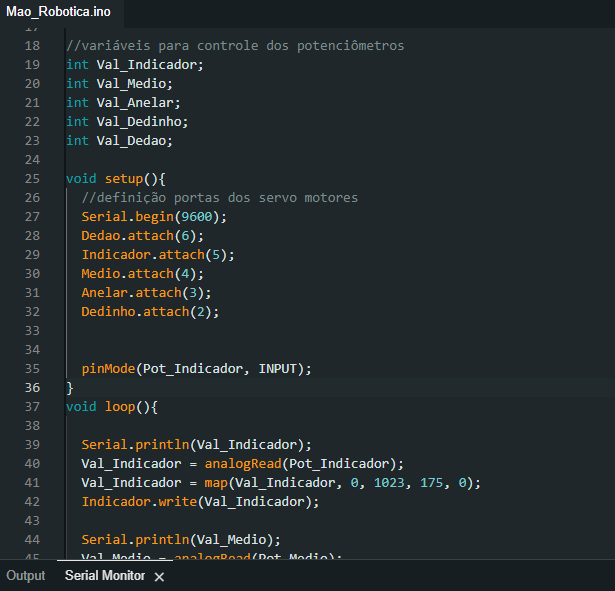 Mao_Robotica.ino
17
18 //variáveis para controle dos potenciômetros
19 int Val_Indicador;
20 int Val_Medio;
21 int Val_Anelar;
22 int Val_Dedinho;
23 int Val_Dedao;
24
25 void setup(){
26 //definição portas dos servo motores
27 Serial.begin(9600);
28 Dedao.attach(6);
29 Indicador.attach(5);
30 Medio.attach(4);
31 Anelar.attach(3);
32 Dedinho.attach(2);
33
34
35 pinMode(Pot_Indicador, INPUT);
36 }
37 void loop(){
38
39 Serial.println(Val_Indicador);
40 Val_Indicador = analogRead(Pot_Indicador);
41 Val_Indicador = map(Val_Indicador, 0, 1023, 175, 0);
42 Indicador.write(Val_Indicador);
43
44 Serial.println(Val_Medio);
45 Val_Medio = analogRead(Pot_Medio);
Output Serial Monitor